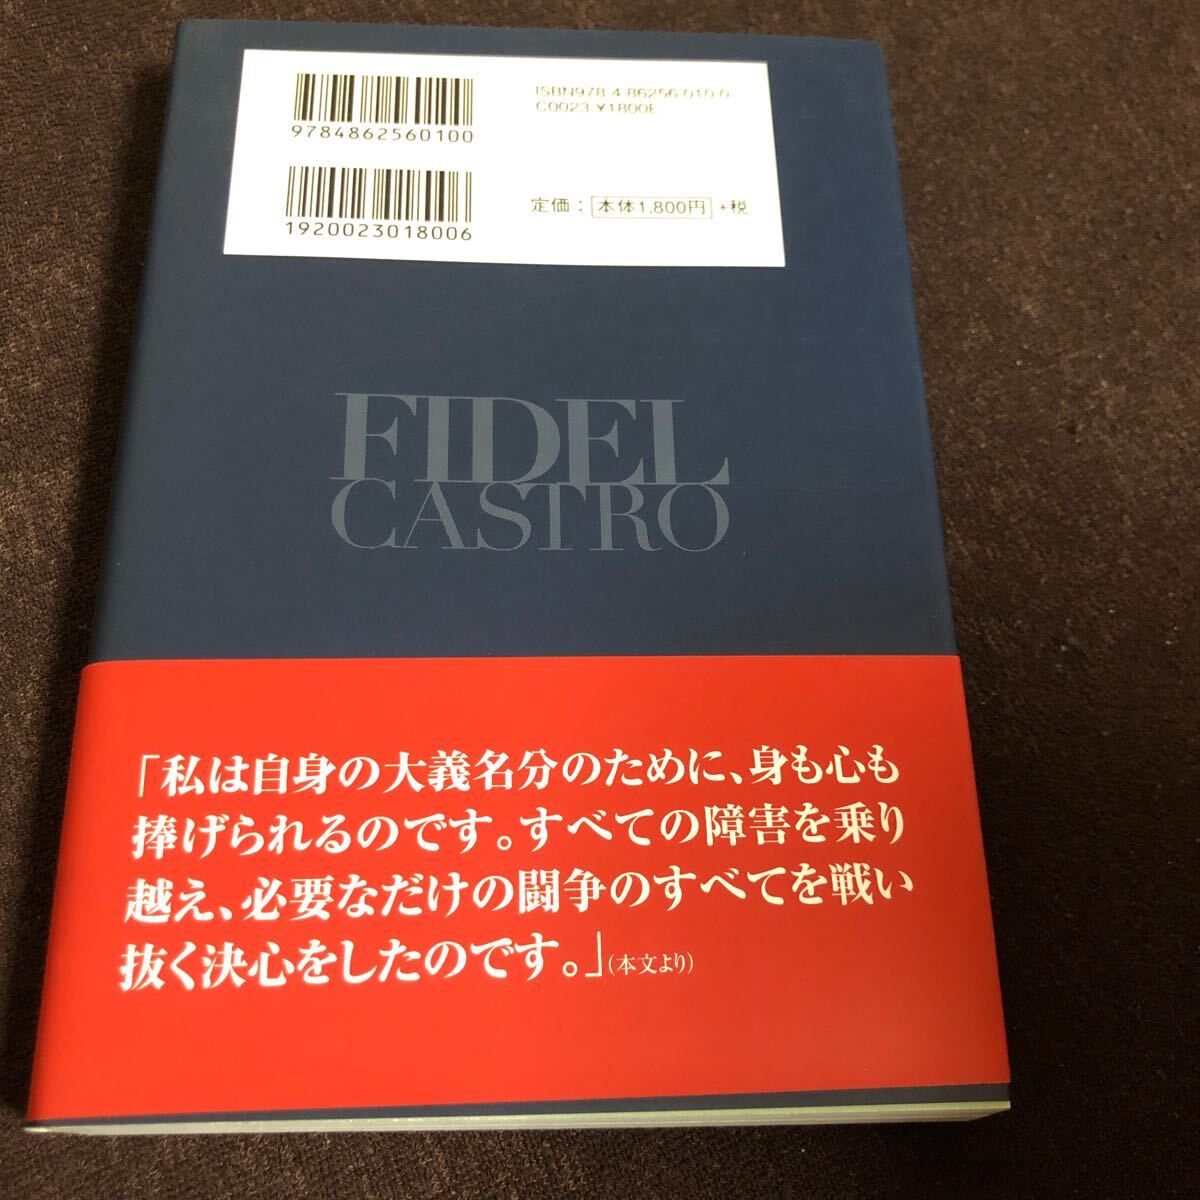 9784862560100
ISBN978-4-86256-010-0
C0023 ¥1800E
1920023018006
定価：本体1,800円+税
FIDEL
CASTRO
「私は自身の大義名分のために、身も心も
捧げられるのです。すべての障害を乗り
越え、必要なだけの闘争のすべてを戦い
抜く決心をしたのです。」(本文より)